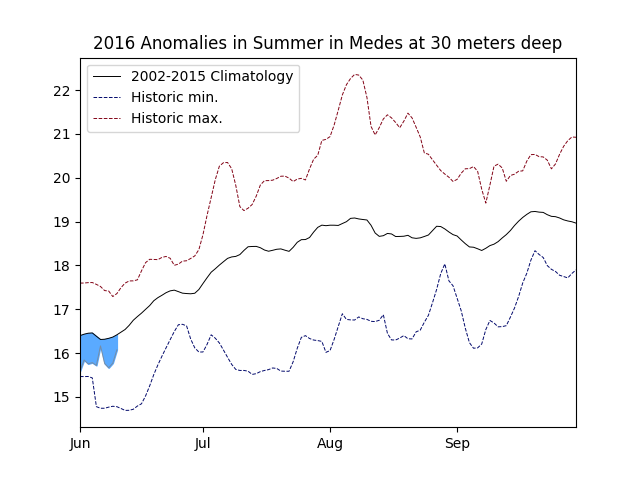 2016 Anomalies in Summer in Medes at 30 meters deep
2002-2015 Climatology
Historic min.
Historic max.
22
21
20
19
18
17
16
15
Jun Jul Aug Sep